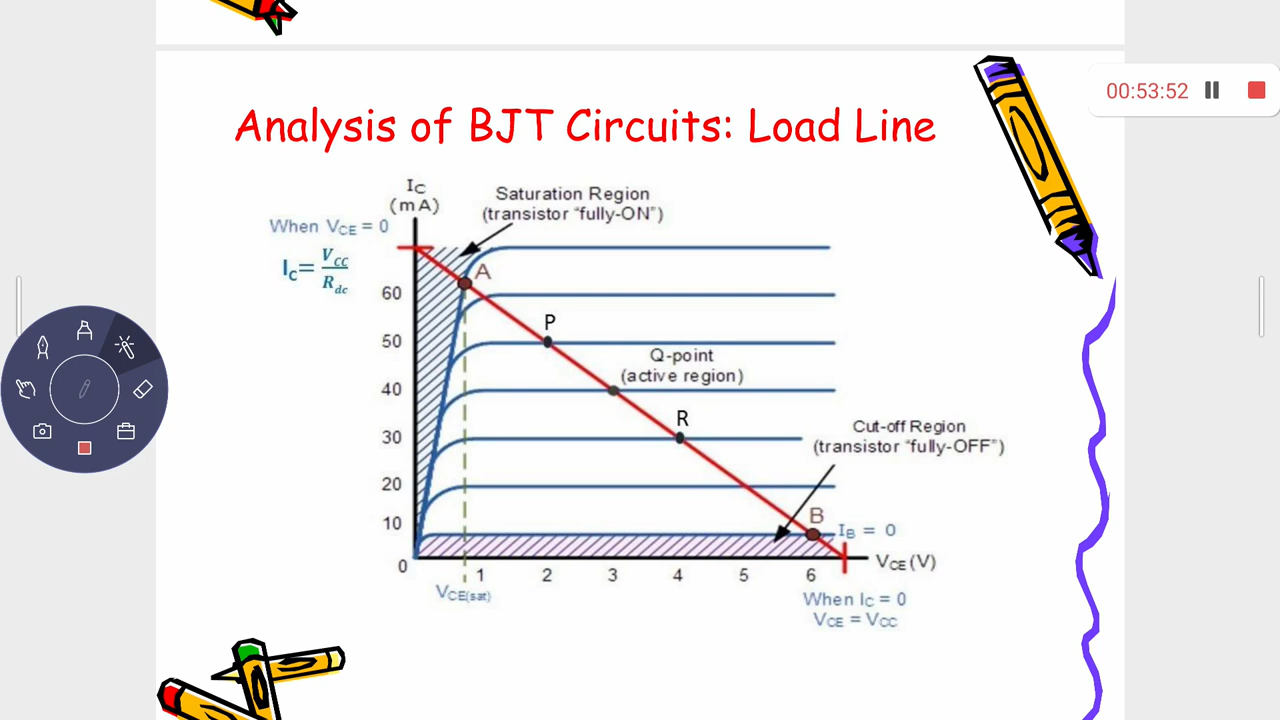 00:53:52
Analysis of BJT Circuits: Load Line
IC
(mA)
Saturation Region
(transistor "fully-ON")
When VCE = 0
Ic= VCC
Rdc
A
60
P
50
Q-point
(active region)
40
R
30
Cut-off Region
(transistor "fully-OFF")
20
10
B
IB = 0
0
VCE (V)
1 2 3 4 5 6
VCE(sat)
When IC = 0
VCE = VCC